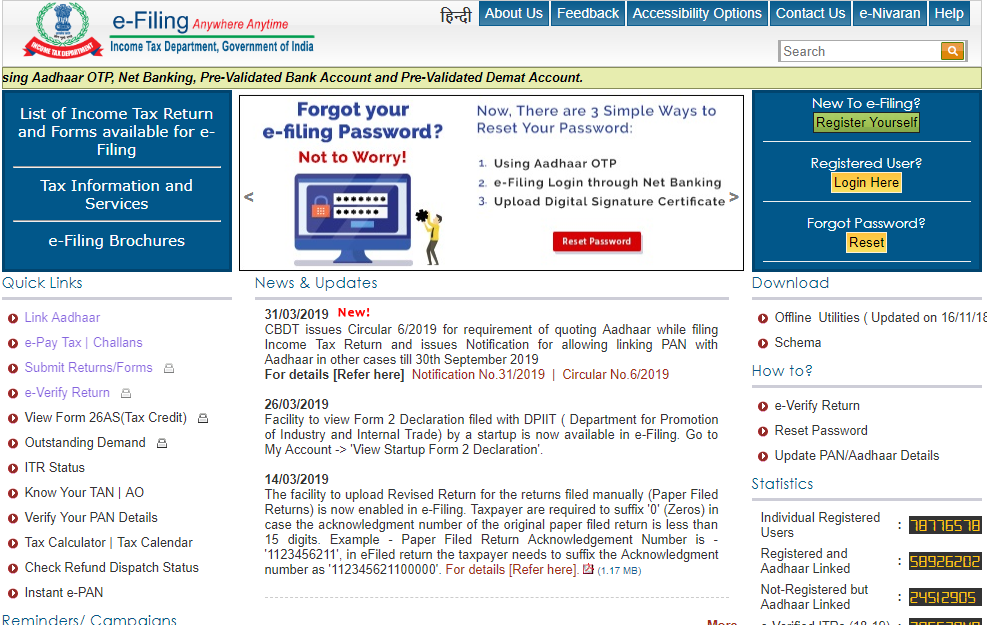 e-Filing Anywhere Anytime
Income Tax Department, Government of India
INCOME TAX DEPARTMENT
हिन्दी About Us Feedback Accessibility Options Contact Us e-Nivaran Help
Search
sing Aadhaar OTP, Net Banking, Pre-Validated Bank Account and Pre-Validated Demat Account.
List of Income Tax Return
and Forms available for e-
Filing
Tax Information and
Services
e-Filing Brochures
Forgot your
e-filing Password?
Not to Worry!
Now, There are 3 Simple Ways to
Reset Your Password:
1. Using Aadhaar OTP
2. e-Filing Login through Net Banking
3. Upload Digital Signature Certificate
Reset Password
< >
New To e-Filing?
Register Yourself
Registered User?
Login Here
Forgot Password?
Reset
Quick Links
Link Aadhaar
e-Pay Tax | Challans
Submit Returns/Forms
e-Verify Return
View Form 26AS(Tax Credit)
Outstanding Demand
ITR Status
Know Your TAN | AO
Verify Your PAN Details
Tax Calculator | Tax Calendar
Check Refund Dispatch Status
Instant e-PAN
Reminders/ Campaigns
News & Updates
31/03/2019 New!
CBDT issues Circular 6/2019 for requirement of quoting Aadhaar while filing
Income Tax Return and issues Notification for allowing linking PAN with
Aadhaar in other cases till 30th September 2019
For details [Refer here] Notification No.31/2019 | Circular No.6/2019
26/03/2019
Facility to view Form 2 Declaration filed with DPIIT ( Department for Promotion
of Industry and Internal Trade) by a startup is now available in e-Filing. Go to
My Account -> 'View Startup Form 2 Declaration'.
14/03/2019
The facility to upload Revised Return for the returns filed manually (Paper Filed
Returns) is now enabled in e-Filing. Taxpayer are required to suffix '0' (Zeros) in
case the acknowledgment number of the original paper filed return is less than
15 digits. Example - Paper Filed Return Acknowledgement Number is -
'1123456211', in eFiled return the taxpayer needs to suffix the Acknowledgment
number as '112345621100000'. For details [Refer here]. (1.17 MB)
More
Download
Offline Utilities ( Updated on 16/11/18
Schema
How to?
e-Verify Return
Reset Password
Update PAN/Aadhaar Details
Statistics
Individual Registered
Users : 78776578
Registered and
Aadhaar Linked : 58926202
Not-Registered but
Aadhaar Linked : 24512905
e-Verified ITRs (18-19) :